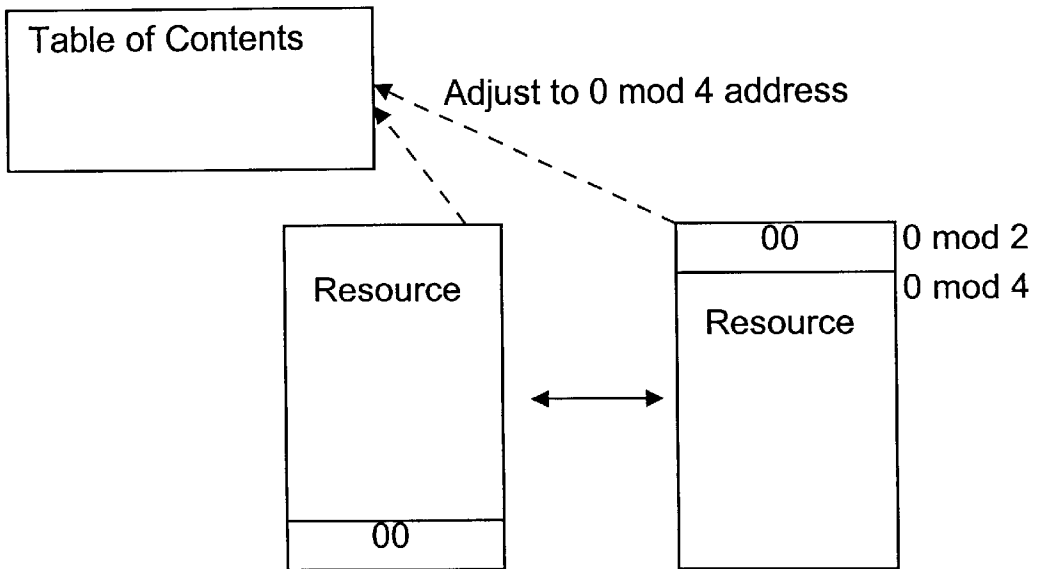 Table of Contents
Adjust to 0 mod 4 address
00
0 mod 2
Resource
0 mod 4
Resource
00